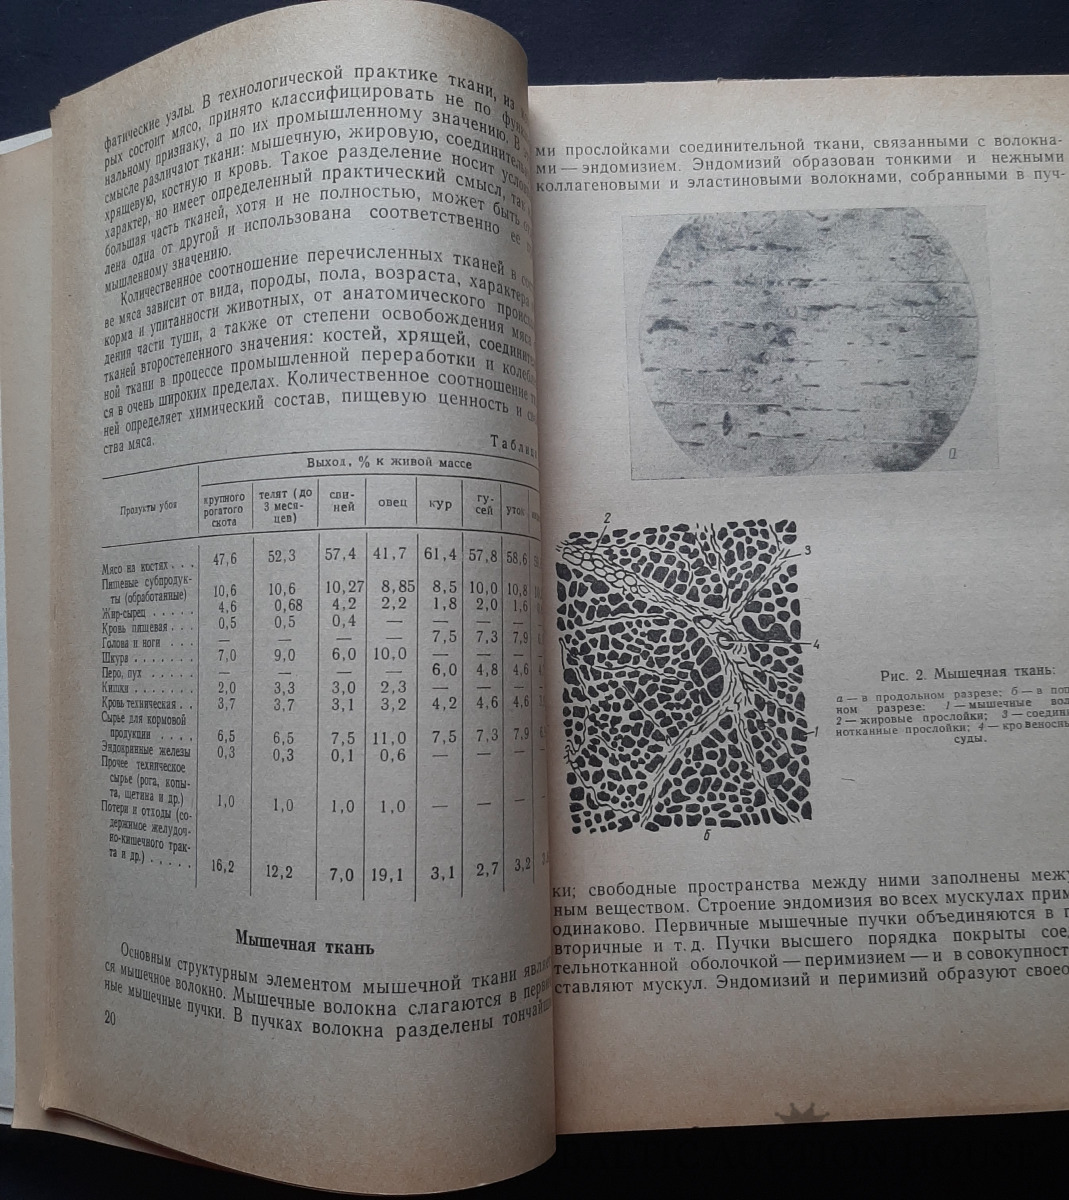 фатические узлы. В технологической практике ткани, из
рых состоит мясо, принято классифицировать не по
нальному признаку, а по их промышленному значению. В
смысле различают ткани: мышечную, жировую, соединитель
хрящевую, костную и кровь. Такое разделение носит услов
характер, но имеет определенный практический смысл, так
большая часть тканей, хотя и не полностью, может быть
лена одна от другой и использована соответственно ее
мышленному значению.
Количественное соотношение перечисленных тканей в
ве мяса зависит от вида, породы, пола, возраста, характера
корма и упитанности животных, от анатомического проис
дения части туши, а также от степени освобождения мяса
тканей второстепенного значения: костей, хрящей, соедините
ной ткани в процессе промышленной переработки и колеб
ся в очень широких пределах. Количественное соотношение
ней определяет химический состав, пищевую ценность и
ства мяса.
Таблиц
Продукты убоя
Выход, % к живой массе
крупного рогатого скота | телят (до 3 меся- цев) | сви- ней | овец | кур | гу- сей | уток
Мясо на костях . . . 47,6 52,3 57,4 41,7 61,4 57,8 58,6
Пищевые субпродук-
ты (обработанные) 10,6 10,6 10,27 8,85 8,5 10,0 10,8
Жир-сырец . . . . . 4,6 0,68 4,2 2,2 1,8 2,0 1,6
Кровь пищевая . . . 0,5 0,5 0,4 — — — —
Голова и ноги . . . — — — — 7,5 7,3 7,9
Шкура . . . . . . . 7,0 9,0 6,0 10,0 — — —
Перо, пух . . . . . — — — — 6,0 4,8 4,6
Кишки . . . . . . . 2,0 3,3 3,0 2,3 — — —
Кровь техническая . . 3,7 3,7 3,1 3,2 4,2 4,6 4,6
Сырье для кормовой
продукции . . . . 6,5 6,5 7,5 11,0 7,5 7,3 7,9
Эндокринные железы 0,3 0,3 0,1 0,6 — — —
Прочее техническое
сырье (рога, копы-
та, щетина и др.) 1,0 1,0 1,0 1,0 — — —
Потери и отходы (со-
держимое желудоч-
но-кишечного трак-
та и др.) . . . . . 16,2 12,2 7,0 19,1 3,1 2,7 3,2
Мышечная ткань
Основным структурным элементом мышечной ткани являет
ся мышечное волокно. Мышечные волокна слагаются в перви
ные мышечные пучки. В пучках волокна разделены тончайши
20
ми прослойками соединительной ткани, связанными с волокна-
ми — эндомизием. Эндомизий образован тонкими и нежными
коллагеновыми и эластиновыми волокнами, собранными в пуч-
а
2
3
4
1
б
Рис. 2. Мышечная ткань:
а — в продольном разрезе; б — в поп
ном разрезе: 1 — мышечные вол
2 — жировые прослойки; 3 — соедини
нотканные прослойки; 4 — кровеносны
суды.
ки; свободные пространства между ними заполнены меж
ным веществом. Строение эндомизия во всех мускулах прим
одинаково. Первичные мышечные пучки объединяются в
вторичные и т. д. Пучки высшего порядка покрыты сое
тельнотканной оболочкой — перимизием — и в совокупност
ставляют мускул. Эндомизий и перимизий образуют своео